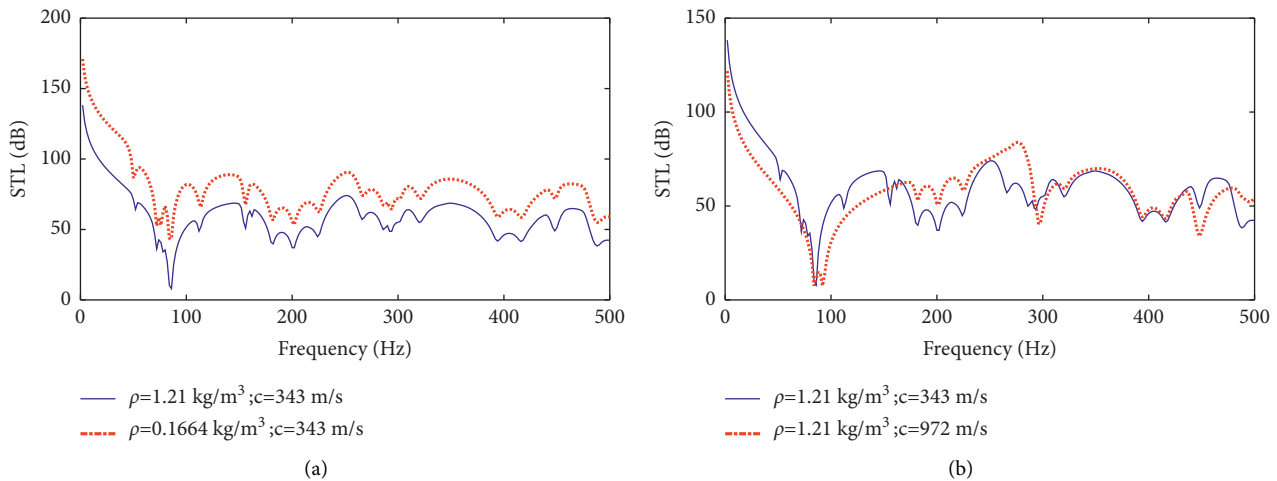 200
150
100
50
0
STL (dB)
0
100
200
300
400
500
Frequency (Hz)
ρ=1.21 kg/m³ ;c=343 m/s
ρ=0.1664 kg/m³ ;c=343 m/s
(a)
150
100
50
0
STL (dB)
0
100
200
300
400
500
Frequency (Hz)
ρ=1.21 kg/m³ ;c=343 m/s
ρ=1.21 kg/m³ ;c=972 m/s
(b)